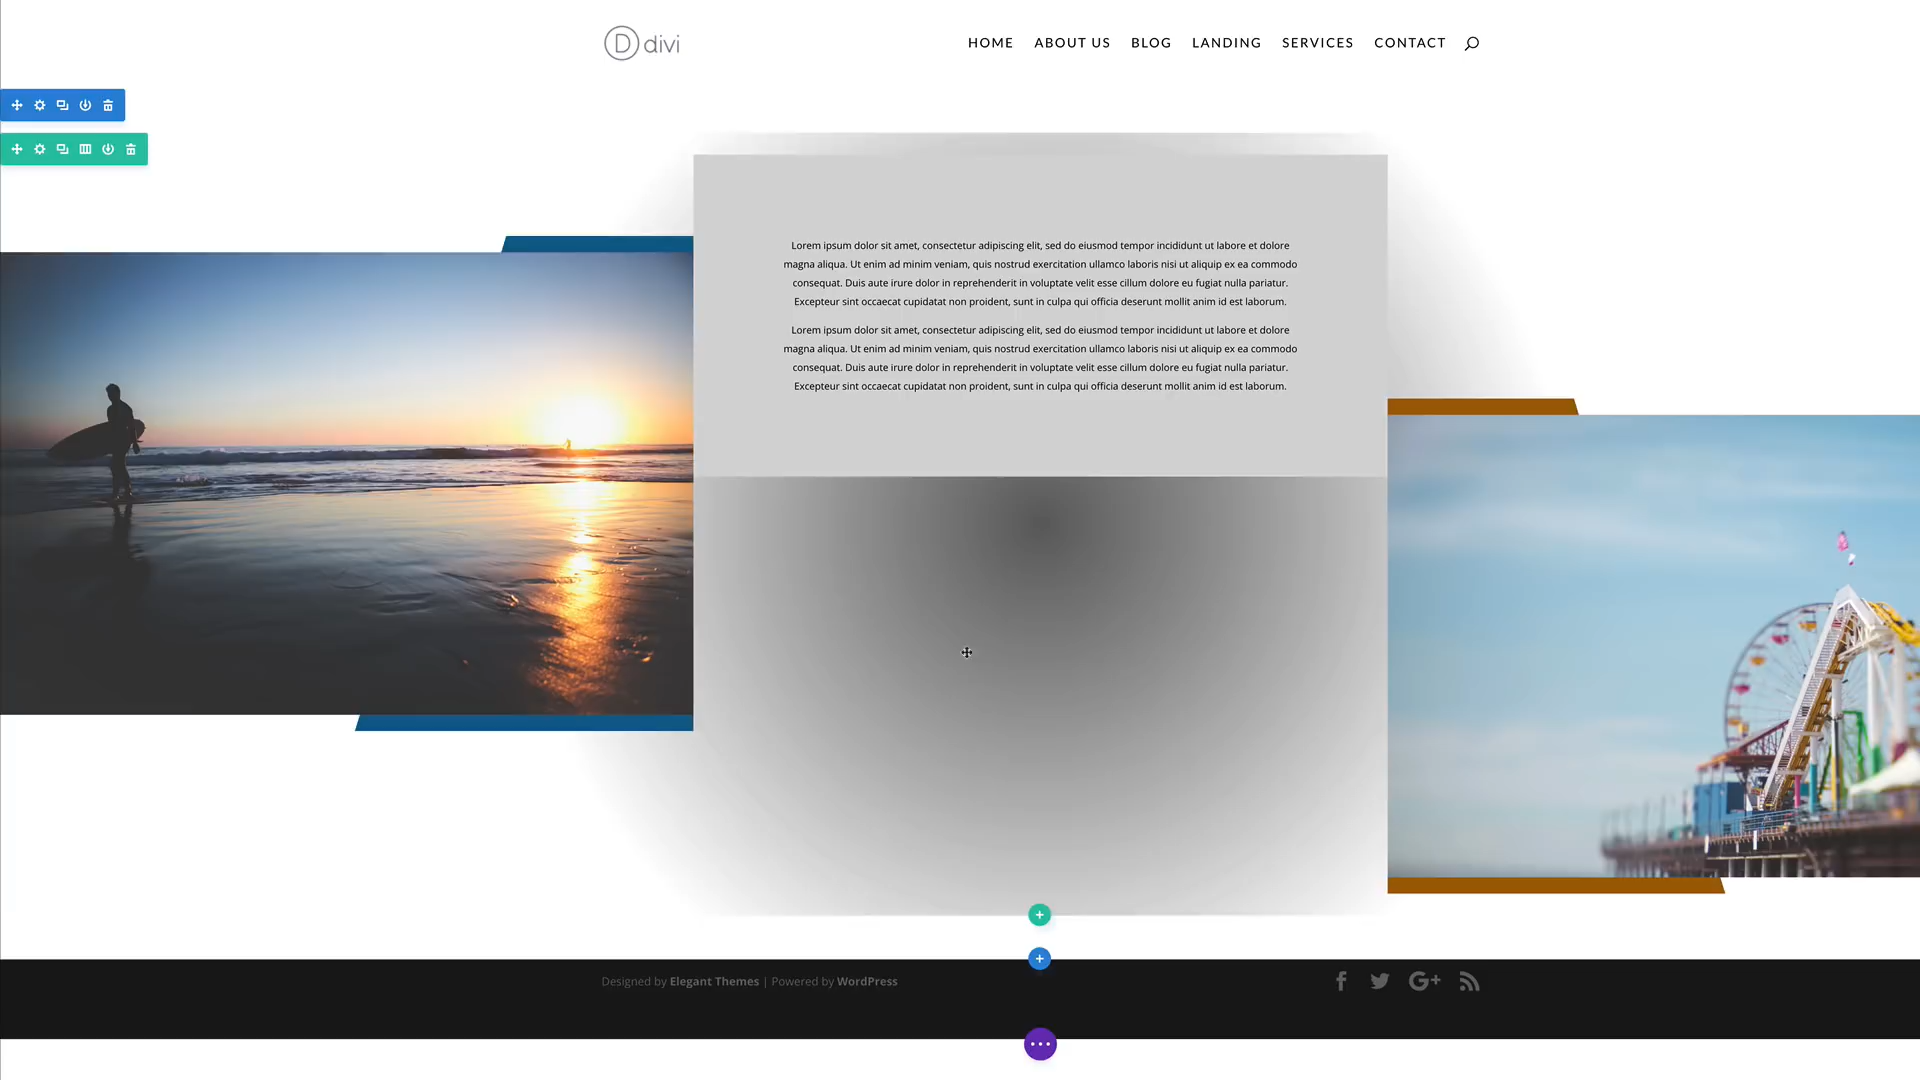 D divi
HOME ABOUT US BLOG LANDING SERVICES CONTACT
Lorem ipsum dolor sit amet, consectetur adipiscing elit, sed do eiusmod tempor incididunt ut labore et dolore
magna aliqua. Ut enim ad minim veniam, quis nostrud exercitation ullamco laboris nisi ut aliquip ex ea commodo
consequat. Duis aute irure dolor in reprehenderit in voluptate velit esse cillum dolore eu fugiat nulla pariatur.
Excepteur sint occaecat cupidatat non proident, sunt in culpa qui officia deserunt mollit anim id est laborum.
Lorem ipsum dolor sit amet, consectetur adipiscing elit, sed do eiusmod tempor incididunt ut labore et dolore
magna aliqua. Ut enim ad minim veniam, quis nostrud exercitation ullamco laboris nisi ut aliquip ex ea commodo
consequat. Duis aute irure dolor in reprehenderit in voluptate velit esse cillum dolore eu fugiat nulla pariatur.
Excepteur sint occaecat cupidatat non proident, sunt in culpa qui officia deserunt mollit anim id est laborum.
Designed by Elegant Themes | Powered by WordPress